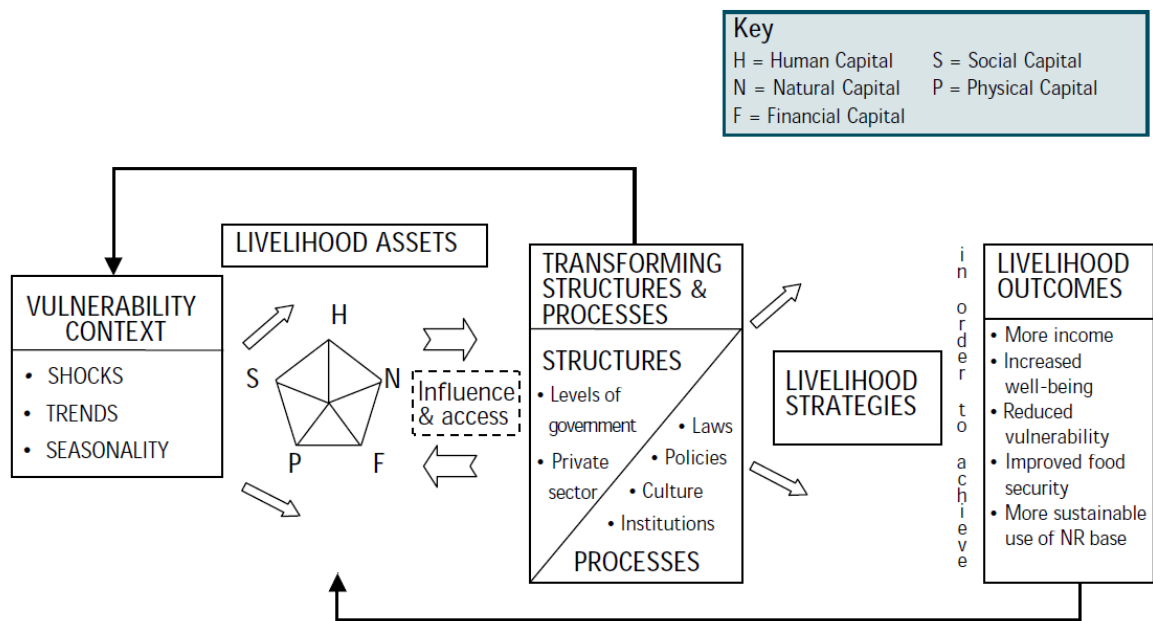 Key
H = Human Capital S = Social Capital
N = Natural Capital P = Physical Capital
F = Financial Capital
LIVELIHOOD ASSETS
VULNERABILITY
CONTEXT
• SHOCKS
• TRENDS
• SEASONALITY
H
S
N
P
F
Influence
& access
TRANSFORMING
STRUCTURES &
PROCESSES
STRUCTURES
• Levels of
government
• Private
sector
• Laws
• Policies
• Culture
• Institutions
PROCESSES
LIVELIHOOD
STRATEGIES
in order to achieve
LIVELIHOOD
OUTCOMES
• More income
• Increased
well-being
• Reduced
vulnerability
• Improved food
security
• More sustainable
use of NR base